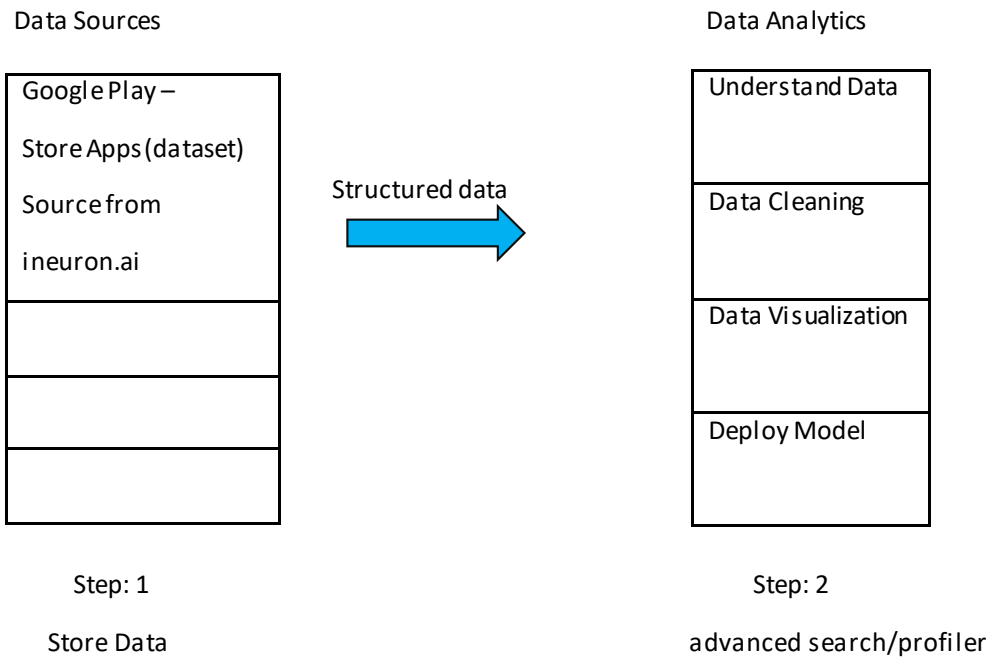 Data Sources
Google Play –
Store Apps (dataset)
Source from
ineuron.ai
Structured data
Data Analytics
Understand Data
Data Cleaning
Data Visualization
Deploy Model
Step: 1
Store Data
Step: 2
advanced search/profiler